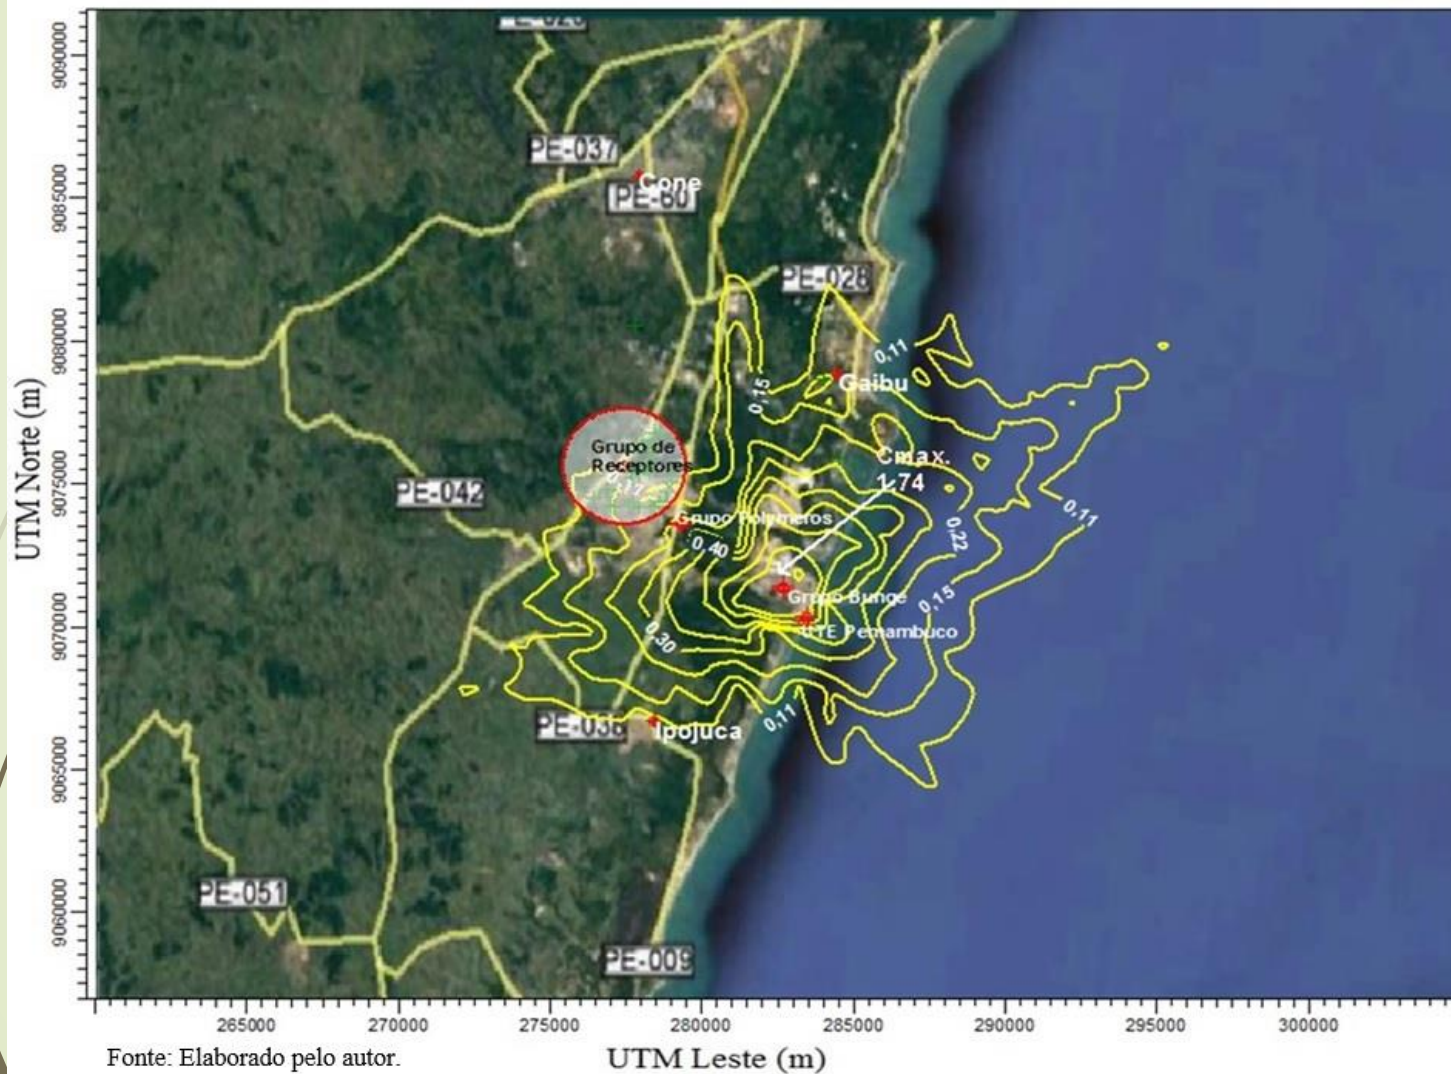 9090000
PE-037
9085000
Cone
PE-60
PE-028
9080000
0,11
Gaibu
0,15
UTM Norte (m)
Grupo de
Receptores
0,17
Cmax.
1,74
9075000
PE-042
0,11
Grupo Polymeros
0,22
0,40
Grupo Bunge
0,15
UTE Pernambuco
9070000
0,30
0,11
PE-038
Ipojuca
9065000
PE-051
9060000
PE-009
265000 270000 275000 280000 285000 290000 295000 300000
Fonte: Elaborado pelo autor.
UTM Leste (m)